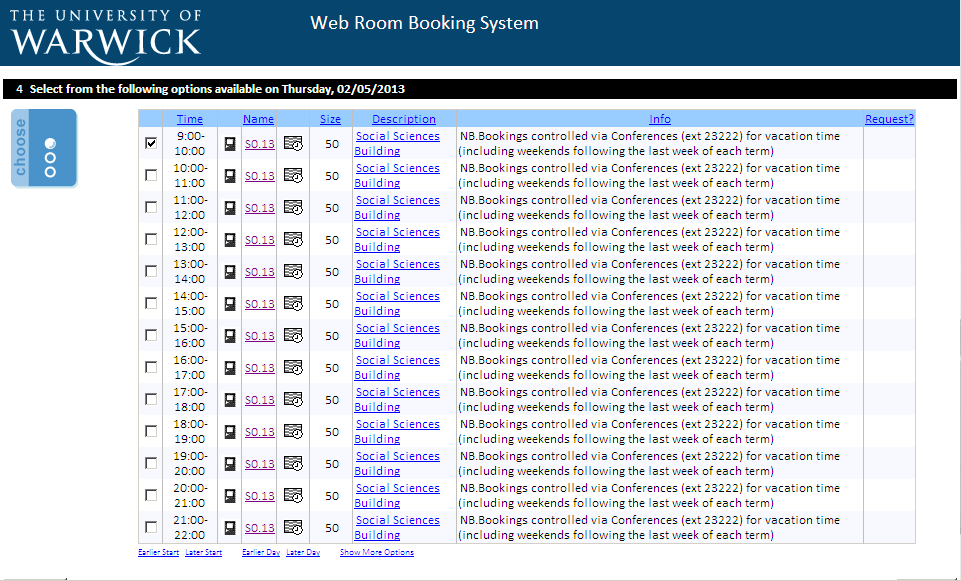 THE UNIVERSITY OF
WARWICK
Web Room Booking System
4 Select from the following options available on Thursday, 02/05/2013
choose
Time Name Size Description Info Request?
9:00- Social Sciences NB.Bookings controlled via Conferences (ext 23222) for vacation time
10:00 S0.13 50 Building (including weekends following the last week of each term)
10:00- Social Sciences NB.Bookings controlled via Conferences (ext 23222) for vacation time
11:00 S0.13 50 Building (including weekends following the last week of each term)
11:00- Social Sciences NB.Bookings controlled via Conferences (ext 23222) for vacation time
12:00 S0.13 50 Building (including weekends following the last week of each term)
12:00- Social Sciences NB.Bookings controlled via Conferences (ext 23222) for vacation time
13:00 S0.13 50 Building (including weekends following the last week of each term)
13:00- Social Sciences NB.Bookings controlled via Conferences (ext 23222) for vacation time
14:00 S0.13 50 Building (including weekends following the last week of each term)
14:00- Social Sciences NB.Bookings controlled via Conferences (ext 23222) for vacation time
15:00 S0.13 50 Building (including weekends following the last week of each term)
15:00- Social Sciences NB.Bookings controlled via Conferences (ext 23222) for vacation time
16:00 S0.13 50 Building (including weekends following the last week of each term)
16:00- Social Sciences NB.Bookings controlled via Conferences (ext 23222) for vacation time
17:00 S0.13 50 Building (including weekends following the last week of each term)
17:00- Social Sciences NB.Bookings controlled via Conferences (ext 23222) for vacation time
18:00 S0.13 50 Building (including weekends following the last week of each term)
18:00- Social Sciences NB.Bookings controlled via Conferences (ext 23222) for vacation time
19:00 S0.13 50 Building (including weekends following the last week of each term)
19:00- Social Sciences NB.Bookings controlled via Conferences (ext 23222) for vacation time
20:00 S0.13 50 Building (including weekends following the last week of each term)
20:00- Social Sciences NB.Bookings controlled via Conferences (ext 23222) for vacation time
21:00 S0.13 50 Building (including weekends following the last week of each term)
21:00- Social Sciences NB.Bookings controlled via Conferences (ext 23222) for vacation time
22:00 S0.13 50 Building (including weekends following the last week of each term)
Earlier Start Later Start Earlier Day Later Day Show More Options